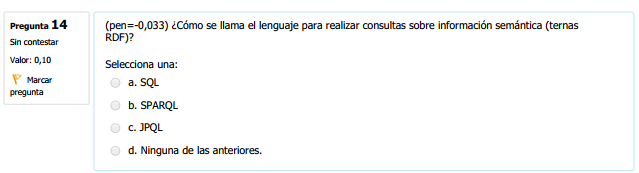 Pregunta 14
Sin contestar
Valor: 0,10
Marcar
pregunta
(pen=-0,033) ¿Cómo se llama el lenguaje para realizar consultas sobre información semántica (ternas
RDF)?
Selecciona una:
a. SQL
b. SPARQL
c. JPQL
d. Ninguna de las anteriores.